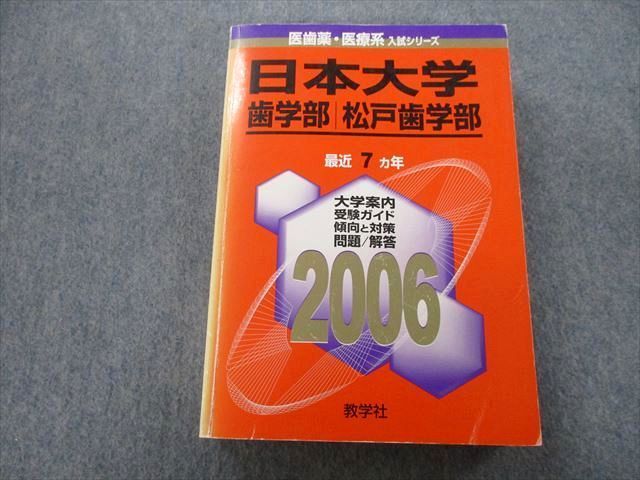 医歯薬・医療系 入試シリーズ
日本大学
歯学部|松戸歯学部
最近 7 ヵ年
大学案内
受験ガイド
傾向と対策
問題/解答
2006
教学社